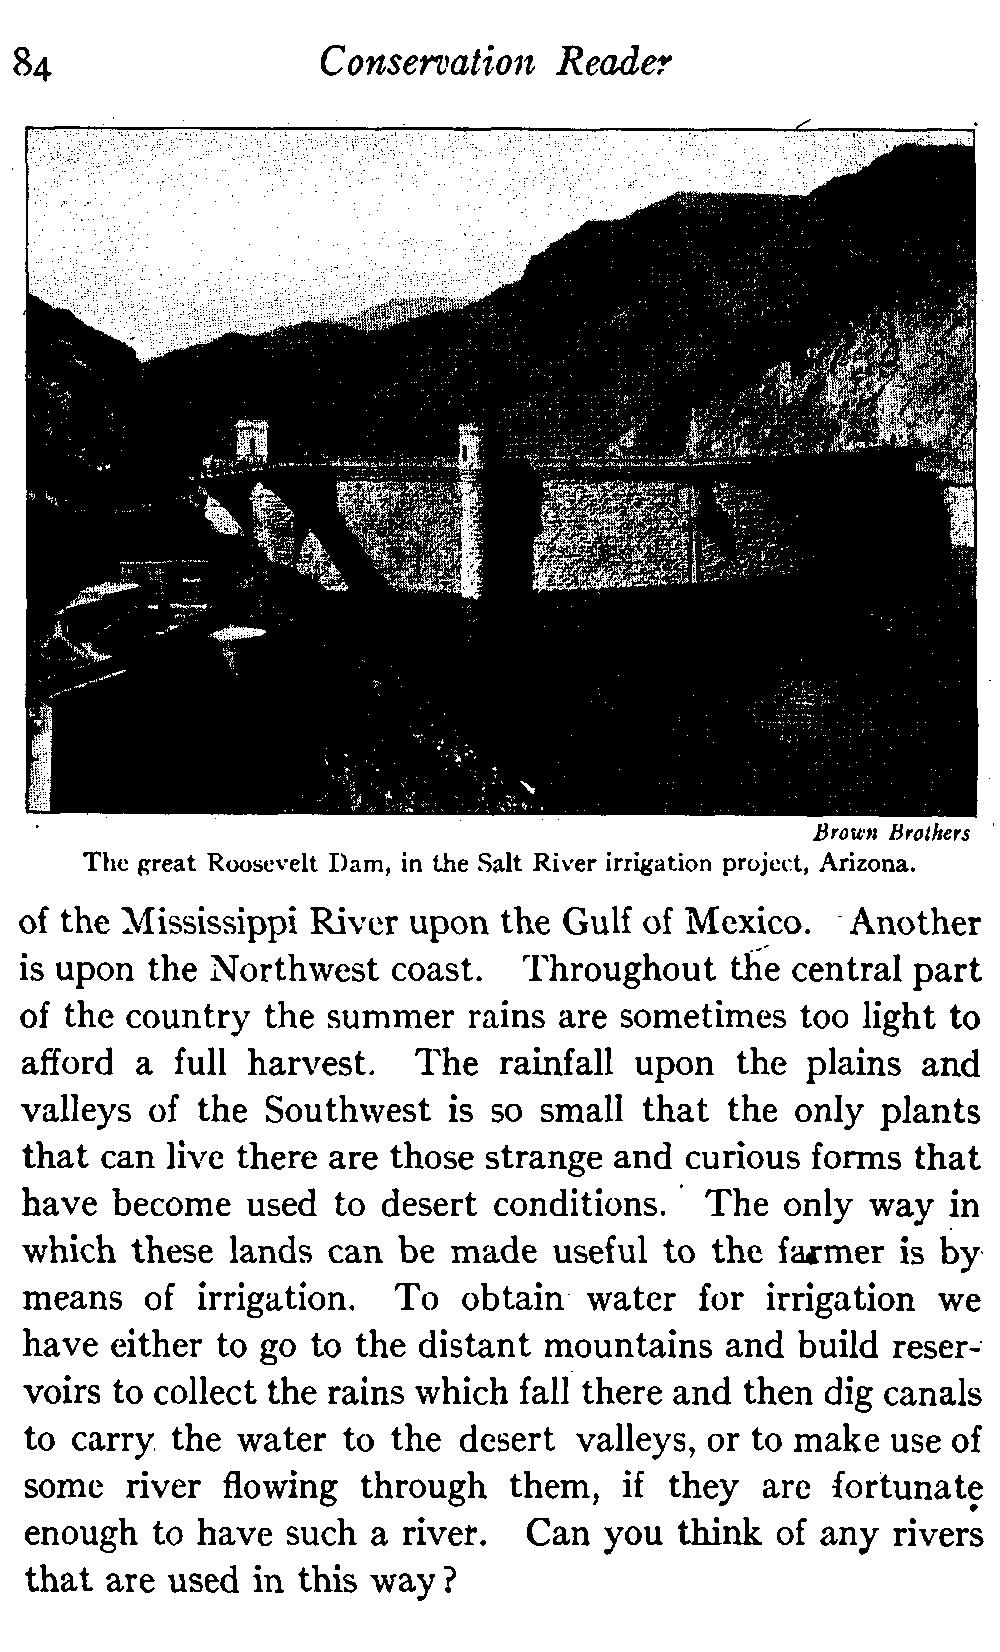 84 Conservation Reader
Brown Brothers
The great Roosevelt Dam, in the Salt River irrigation project, Arizona.
of the Mississippi River upon the Gulf of Mexico. Another
is upon the Northwest coast. Throughout the central part
of the country the summer rains are sometimes too light to
afford a full harvest. The rainfall upon the plains and
valleys of the Southwest is so small that the only plants
that can live there are those strange and curious forms that
have become used to desert conditions. The only way in
which these lands can be made useful to the farmer is by
means of irrigation. To obtain water for irrigation we
have either to go to the distant mountains and build reser-
voirs to collect the rains which fall there and then dig canals
to carry the water to the desert valleys, or to make use of
some river flowing through them, if they are fortunate
enough to have such a river. Can you think of any rivers
that are used in this way?